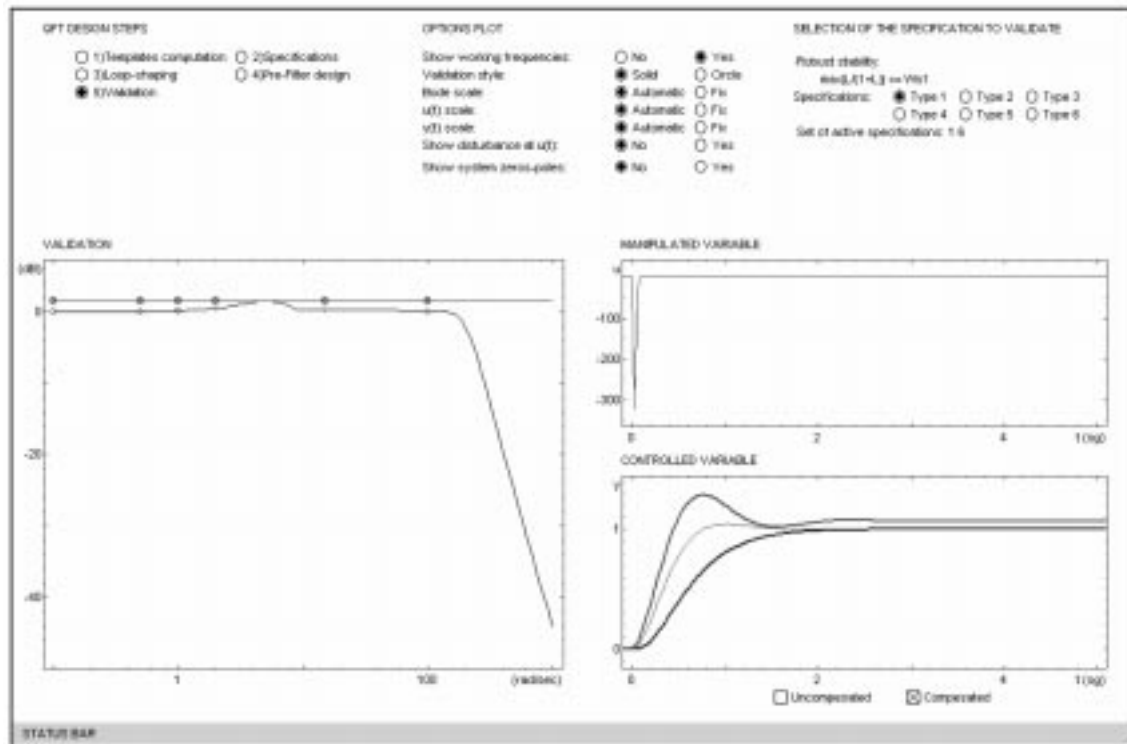 QFT DESIGN STEPS
1)Templates computation 2)Specifications
3)Loop-shaping 4)Pre-Filter design
5)Validation
OPTIONS PLOT
Show working frequencies: No Yes
Validation style: Solid Circle
Bode scale: Automatic Fix
u(t) scale: Automatic Fix
y(t) scale: Automatic Fix
Show disturbance at u(t): No Yes
Show system zeros-poles: No Yes
SELECTION OF THE SPECIFICATION TO VALIDATE
Robust stability:
Specifications: Type 1 Type 2 Type 3
Type 4 Type 5 Type 6
Set of active specifications: 1 6
VALIDATION
(dB)
0
-20
-40
1 100 (rad/sec)
MANIPULATED VARIABLE
u
-100
-200
-300
0 2 4
CONTROLLED VARIABLE
y
1
0
0 2 4
Uncompesated Compesated
STATUS BAR